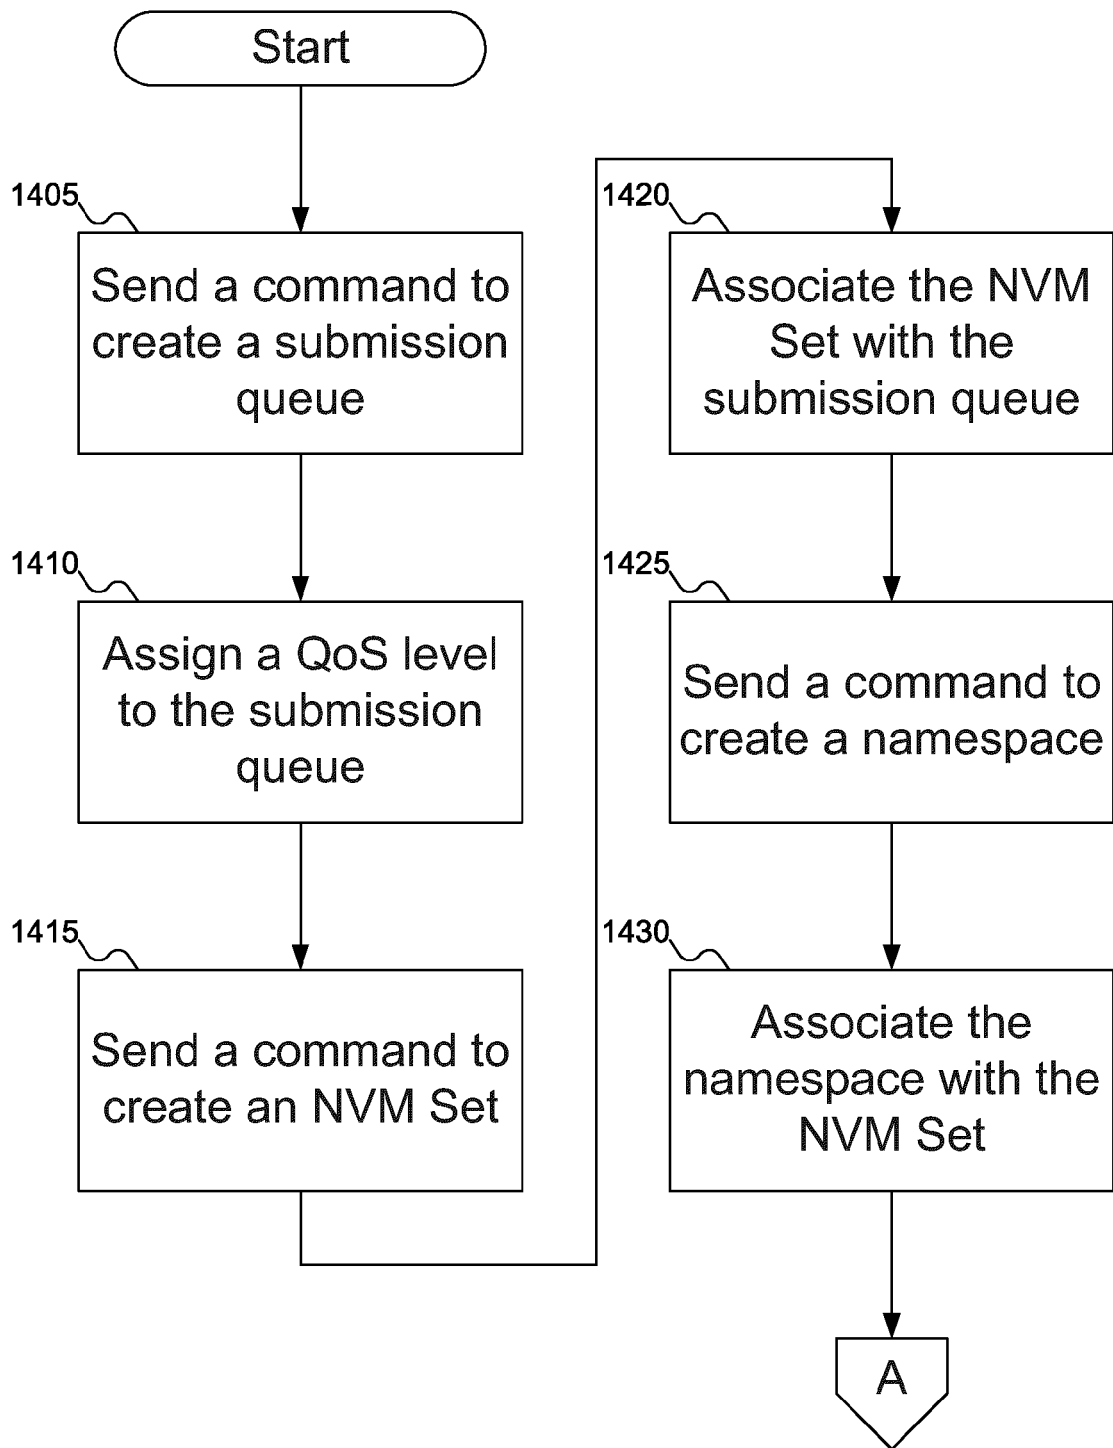 Start
1405
Send a command to
create a submission
queue
1410
Assign a QoS level
to the submission
queue
1415
Send a command to
create an NVM Set
1420
Associate the NVM
Set with the
submission queue
1425
Send a command to
create a namespace
1430
Associate the
namespace with the
NVM Set
A